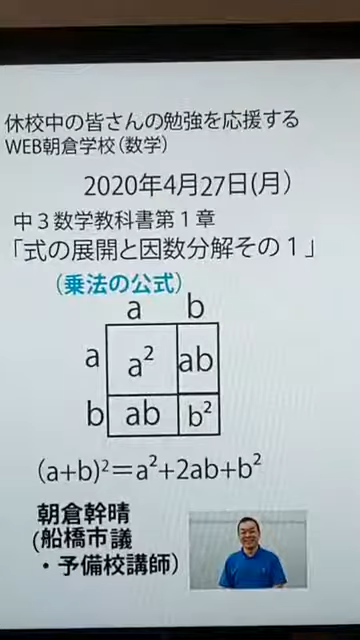 休校中の皆さんの勉強を応援する
WEB朝倉学校(数学)
2020年4月27日(月)
中3数学教科書第1章
「式の展開と因数分解その1」
(乗法の公式)
a b
a a² ab
b ab b²
(a+b)²=a²+2ab+b²
朝倉幹晴
(船橋市議
・予備校講師)